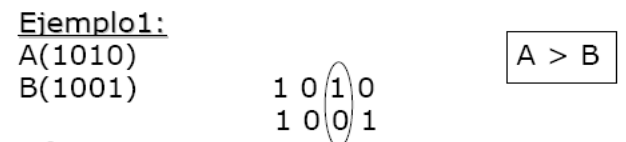 Ejemplo1:
A(1010)
B(1001)
1 0 1 0
1 0 0 1
A > B